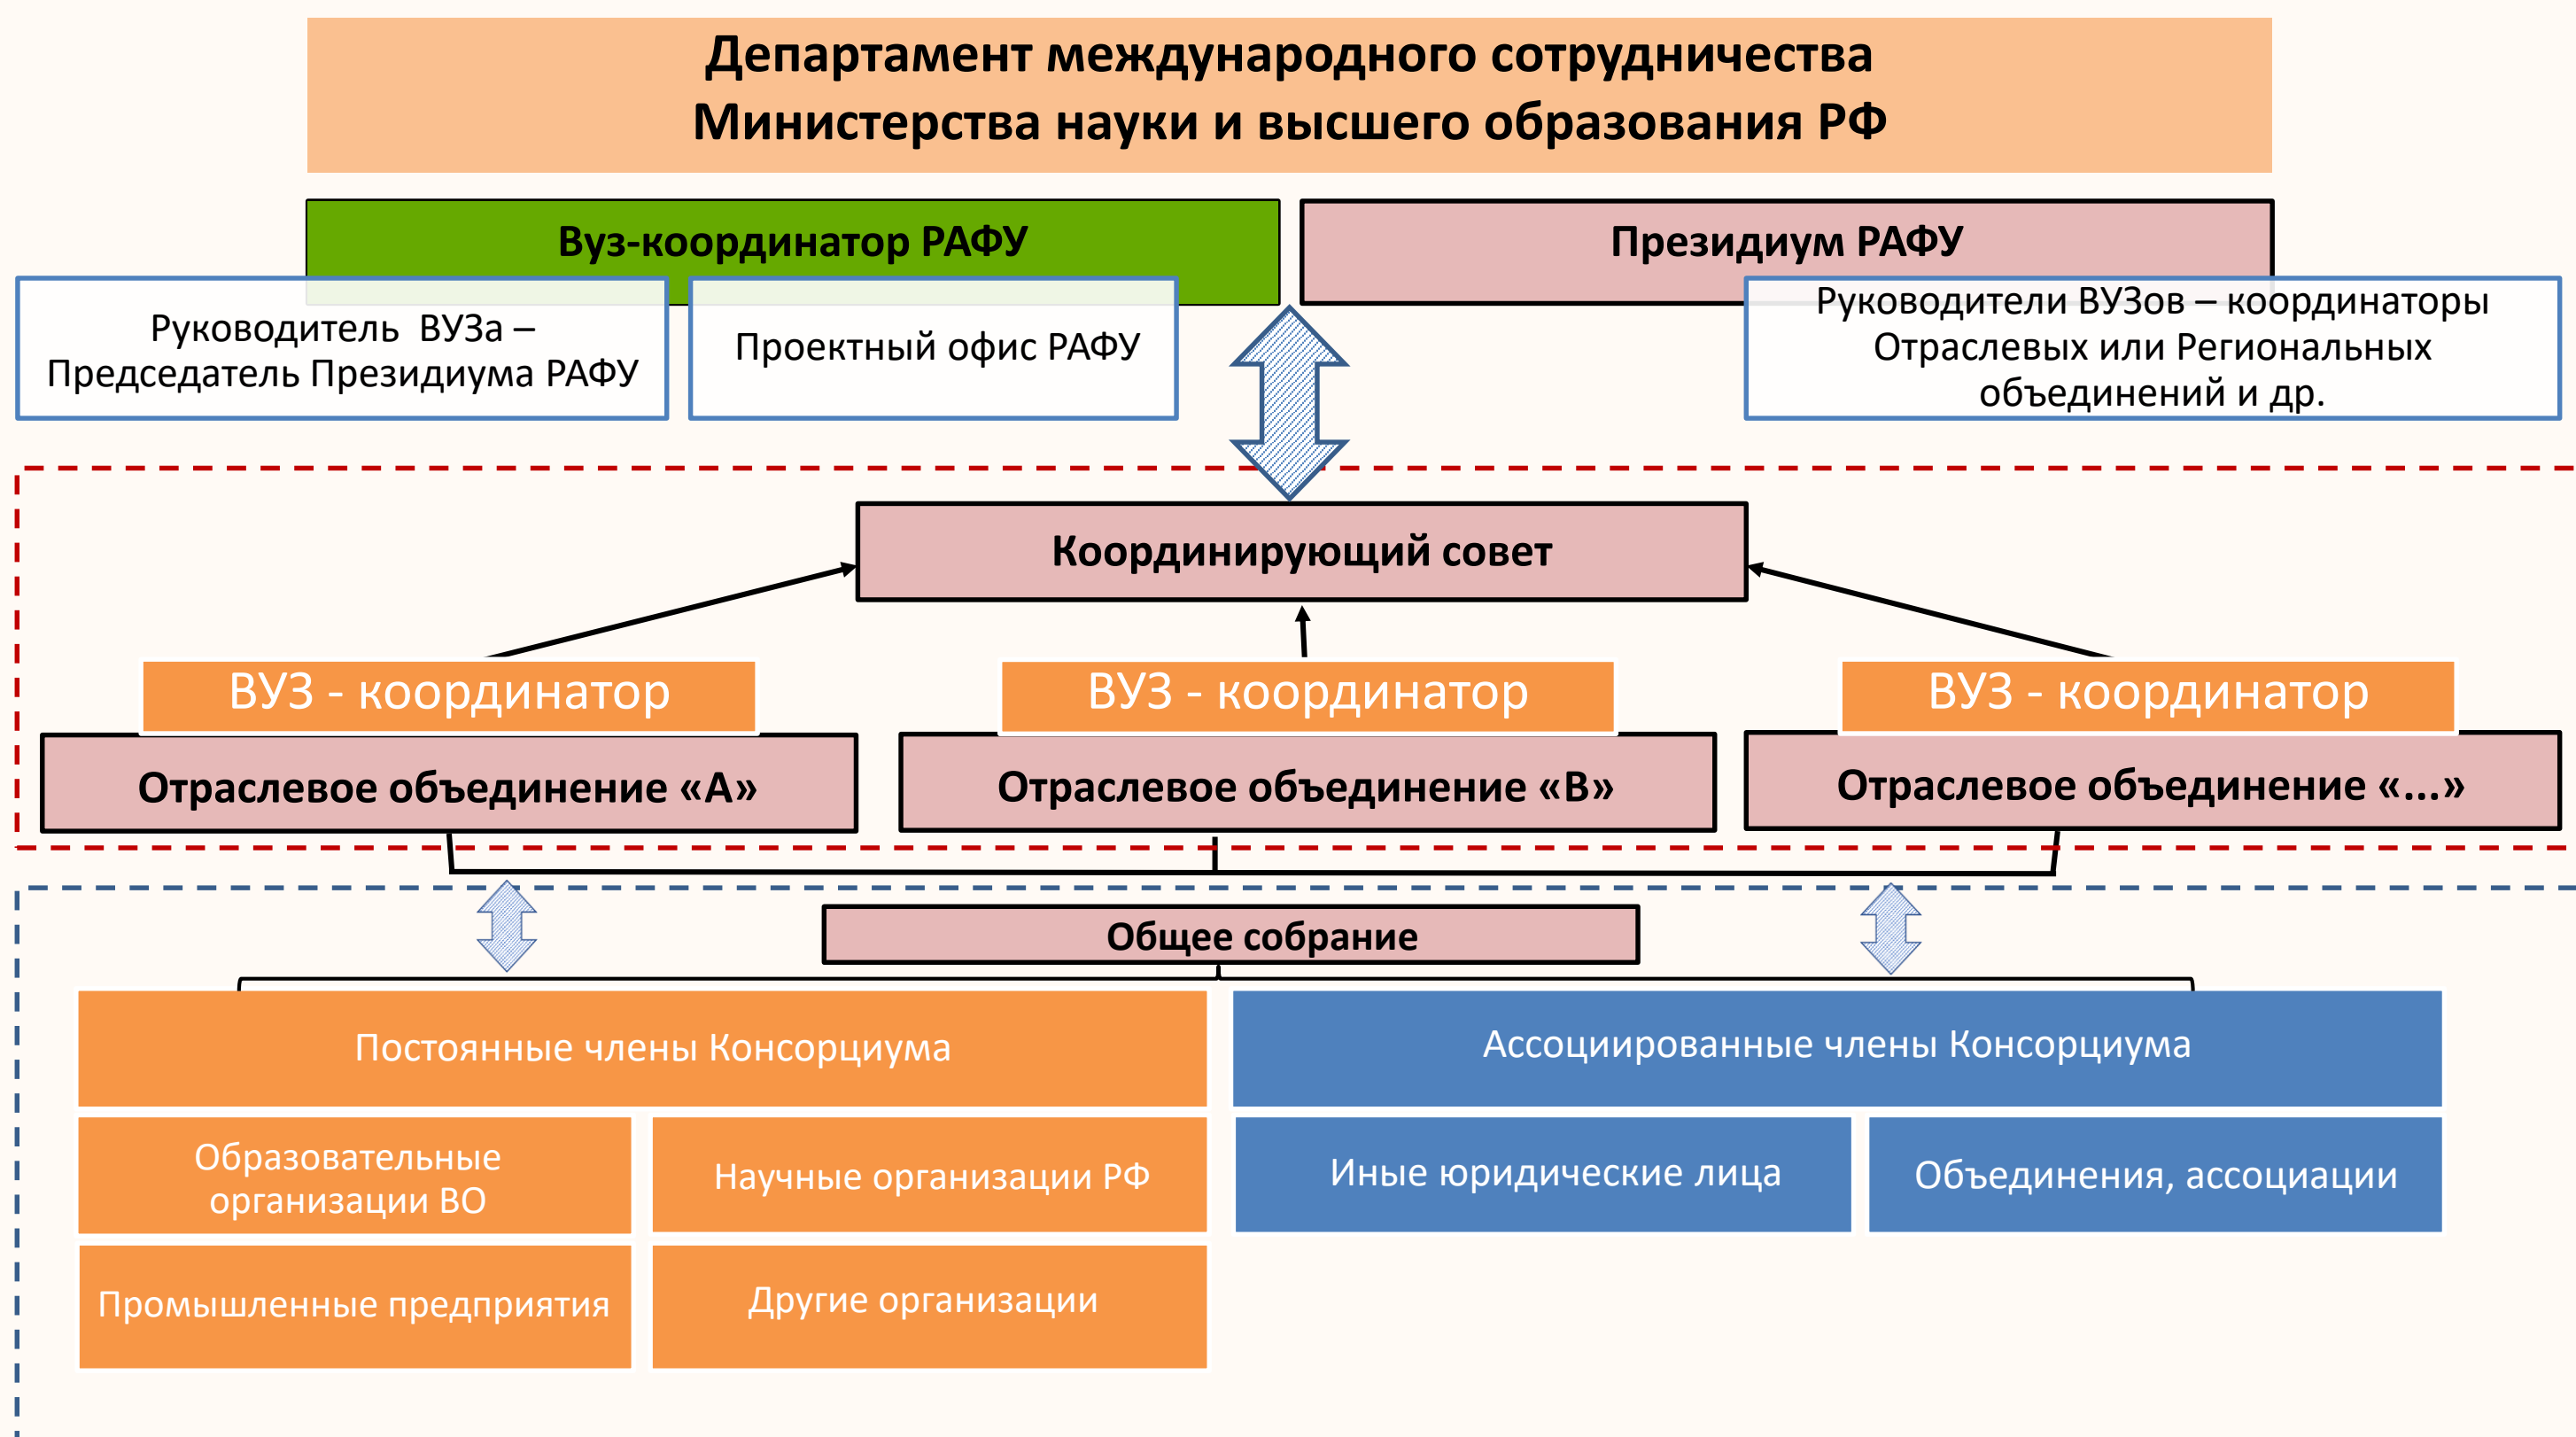 Департамент международного сотрудничества
Министерства науки и высшего образования РФ
Вуз-координатор РАФУ
Президиум РАФУ
Руководитель ВУЗа –
Председатель Президиума РАФУ
Проектный офис РАФУ
Руководители ВУЗов – координаторы
Отраслевых или Региональных
объединений и др.
Координирующий совет
ВУЗ - координатор
ВУЗ - координатор
ВУЗ - координатор
Отраслевое объединение «А»
Отраслевое объединение «В»
Отраслевое объединение «...»
Общее собрание
Постоянные члены Консорциума
Ассоциированные члены Консорциума
Образовательные
организации ВО
Научные организации РФ
Иные юридические лица
Объединения, ассоциации
Промышленные предприятия
Другие организации